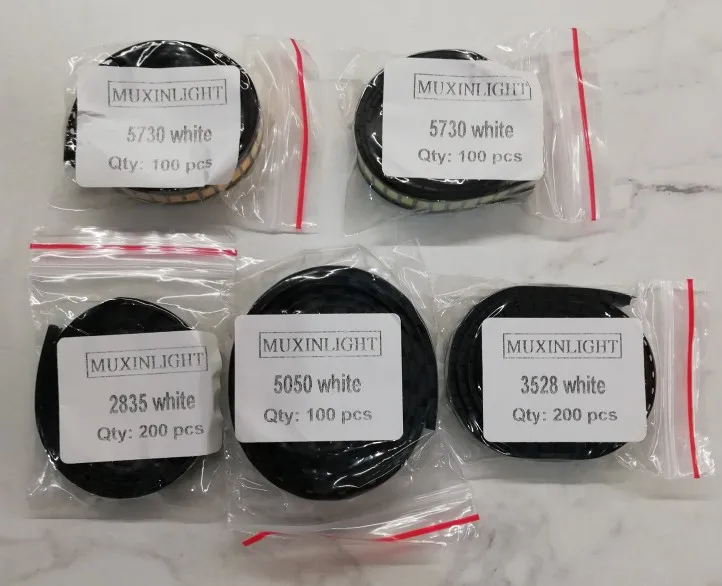 MUXINLIGHT
5730 white
Qty: 100 pcs
MUXINLIGHT
5730 white
Qty: 100 pcs
MUXINLIGHT
2835 white
Qty: 200 pcs
MUXINLIGHT
5050 white
Qty: 100 pcs
MUXINLIGHT
3528 white
Qty: 200 pcs